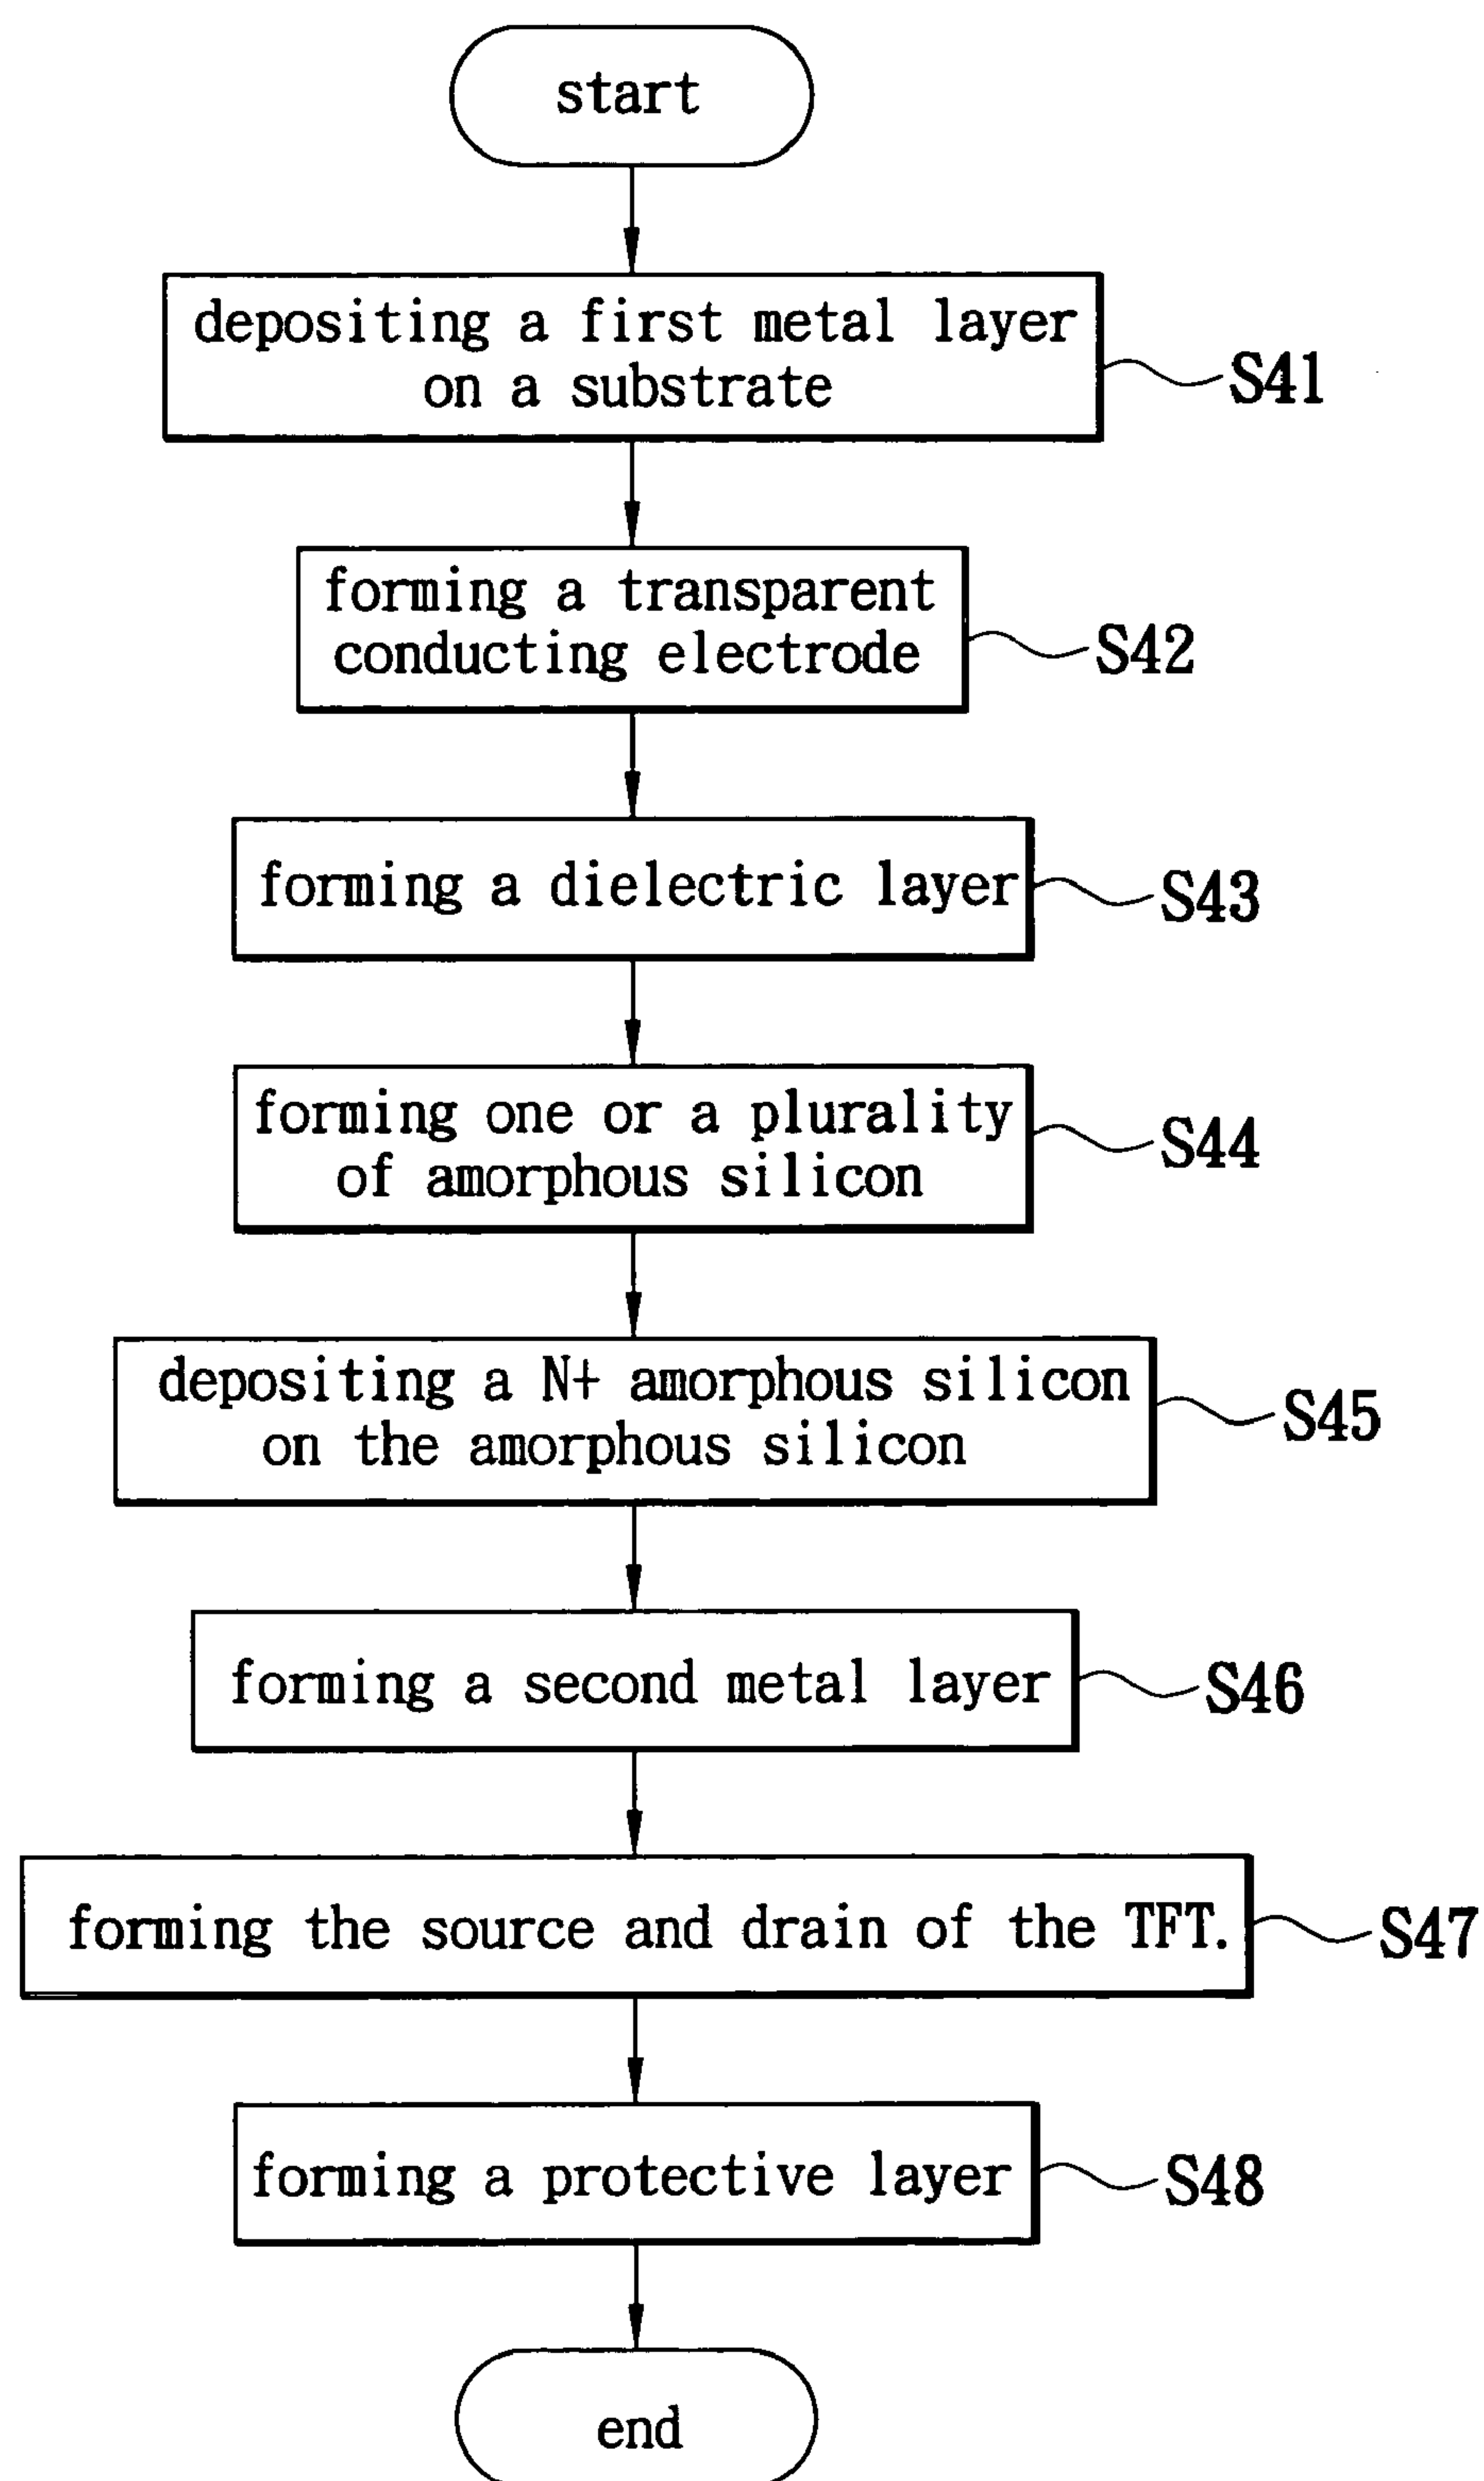 start
depositing a first metal layer
on a substrate
S41
forming a transparent
conducting electrode
S42
forming a dielectric layer
S43
forming one or a plurality
of amorphous silicon
S44
depositing a N+ amorphous silicon
on the amorphous silicon
S45
forming a second metal layer
S46
forming the source and drain of the TFT.
S47
forming a protective layer
S48
end